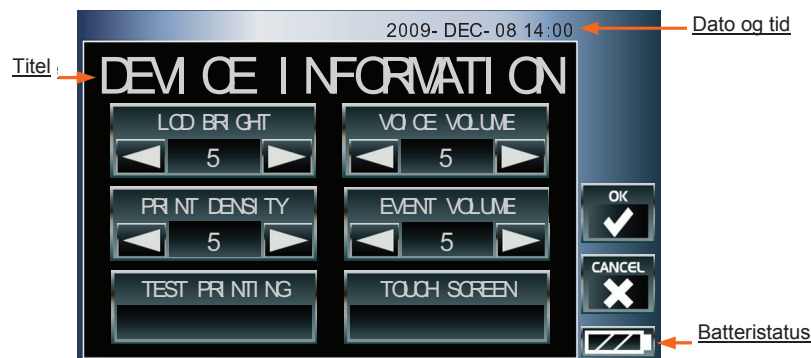 2009- DEC- 08 14:00
Dato og tid
Titel
DEVICE INFORMATION
LCD BRIGHT
VOICE VOLUME
5
5
PRINT DENSITY
EVENT VOLUME
5
5
OK
TEST PRINTING
TOUCH SCREEN
CANCEL
Batteristatus